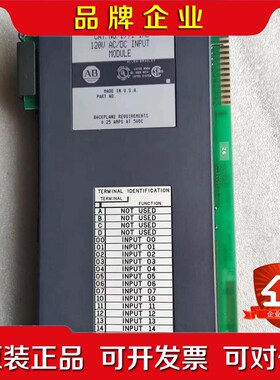 品牌企业
120V AC/DC INPUT
MODULE
AB
MADE IN U.S.A
PART NO.
BACKPLANE REQUIREMENTS
0.25 AMPS AT 5VDC
TERMINAL IDENTIFICATION
TERMINAL
FUNCTION
A NOT USED
B NOT USED
C NOT USED
D NOT USED
00 INPUT 00
01 INPUT 01
02 INPUT 02
03 INPUT 03
04 INPUT 04
05 INPUT 05
06 INPUT 06
07 INPUT 07
10 INPUT 10
11 INPUT 11
12 INPUT 12
13 INPUT 13
14 INPUT 14
原装正品 可开发票 可对